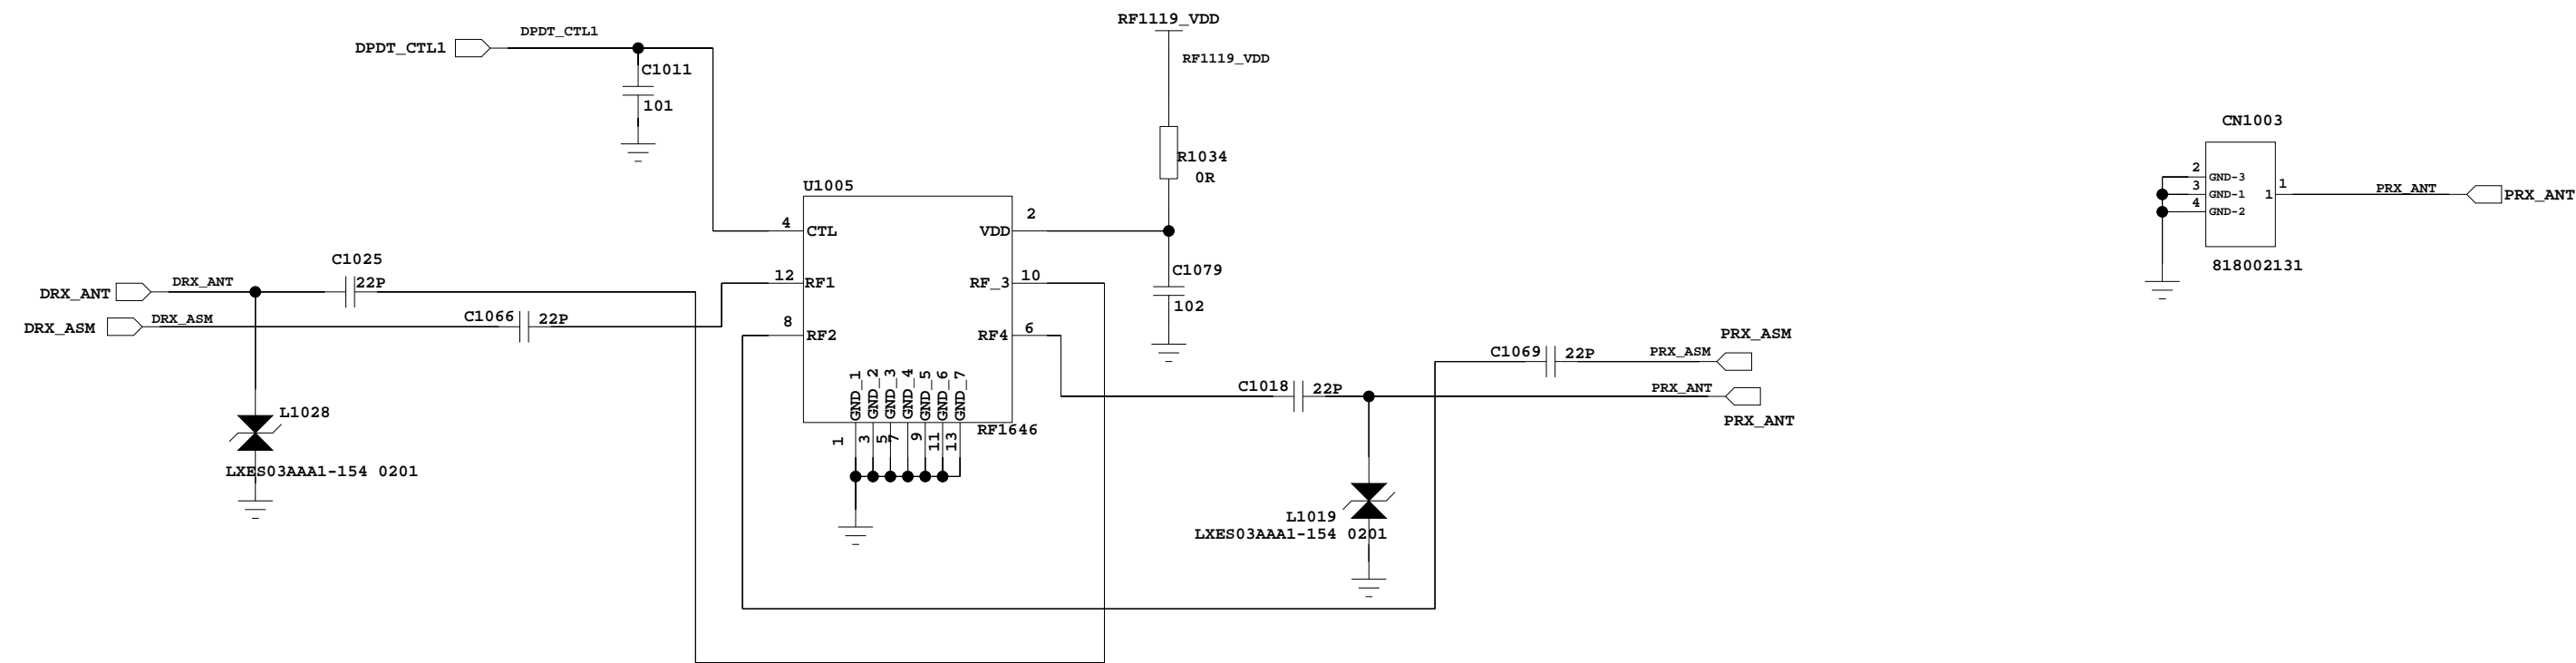 RF1119_VDD
DPDT_CTL1
DPDT_CTL1
RF1119_VDD
C1011
101
CN1003
R1034
0R
2 GND-3
3 GND-1
4 GND-2
1 1
PRX_ANT
PRX_ANT
818002131
U1005
4 CTL
VDD 2
12 RF1
RF_3 10
8 RF2
RF4 6
C1079
102
C1025
22P
DRX_ANT
DRX_ANT
DRX_ASM
DRX_ASM
C1066
22P
PRX_ASM
C1069
22P
PRX_ASM
C1018
22P
PRX_ANT
PRX_ANT
GND_1
GND_2
GND_3
GND_4
GND_5
GND_6
GND_7
1
3
5
7
9
11
13
RF1646
L1028
LXES03AAA1-154 0201
L1019
LXES03AAA1-154 0201